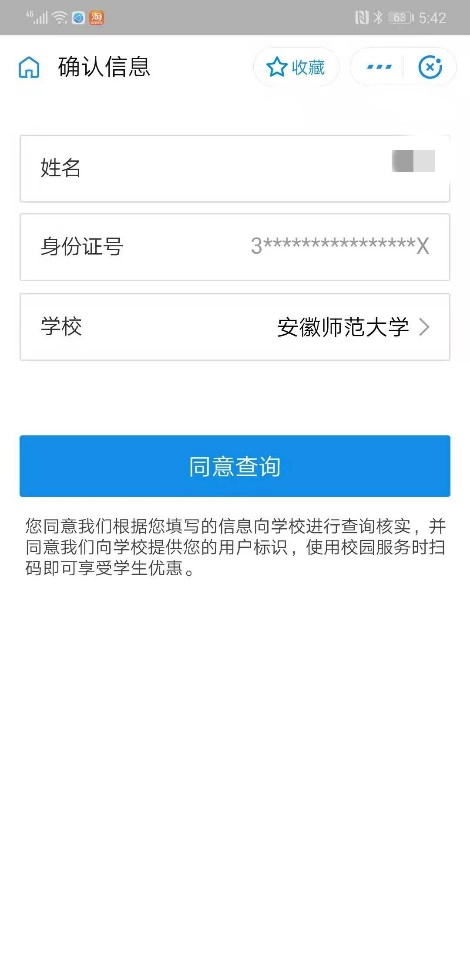 46 63 5:42
确认信息 收藏
姓名
身份证号 3****************X
学校 安徽师范大学
同意查询
您同意我们根据您填写的信息向学校进行查询核实，并
同意我们向学校提供您的用户标识，使用校园服务时扫
码即可享受学生优惠。